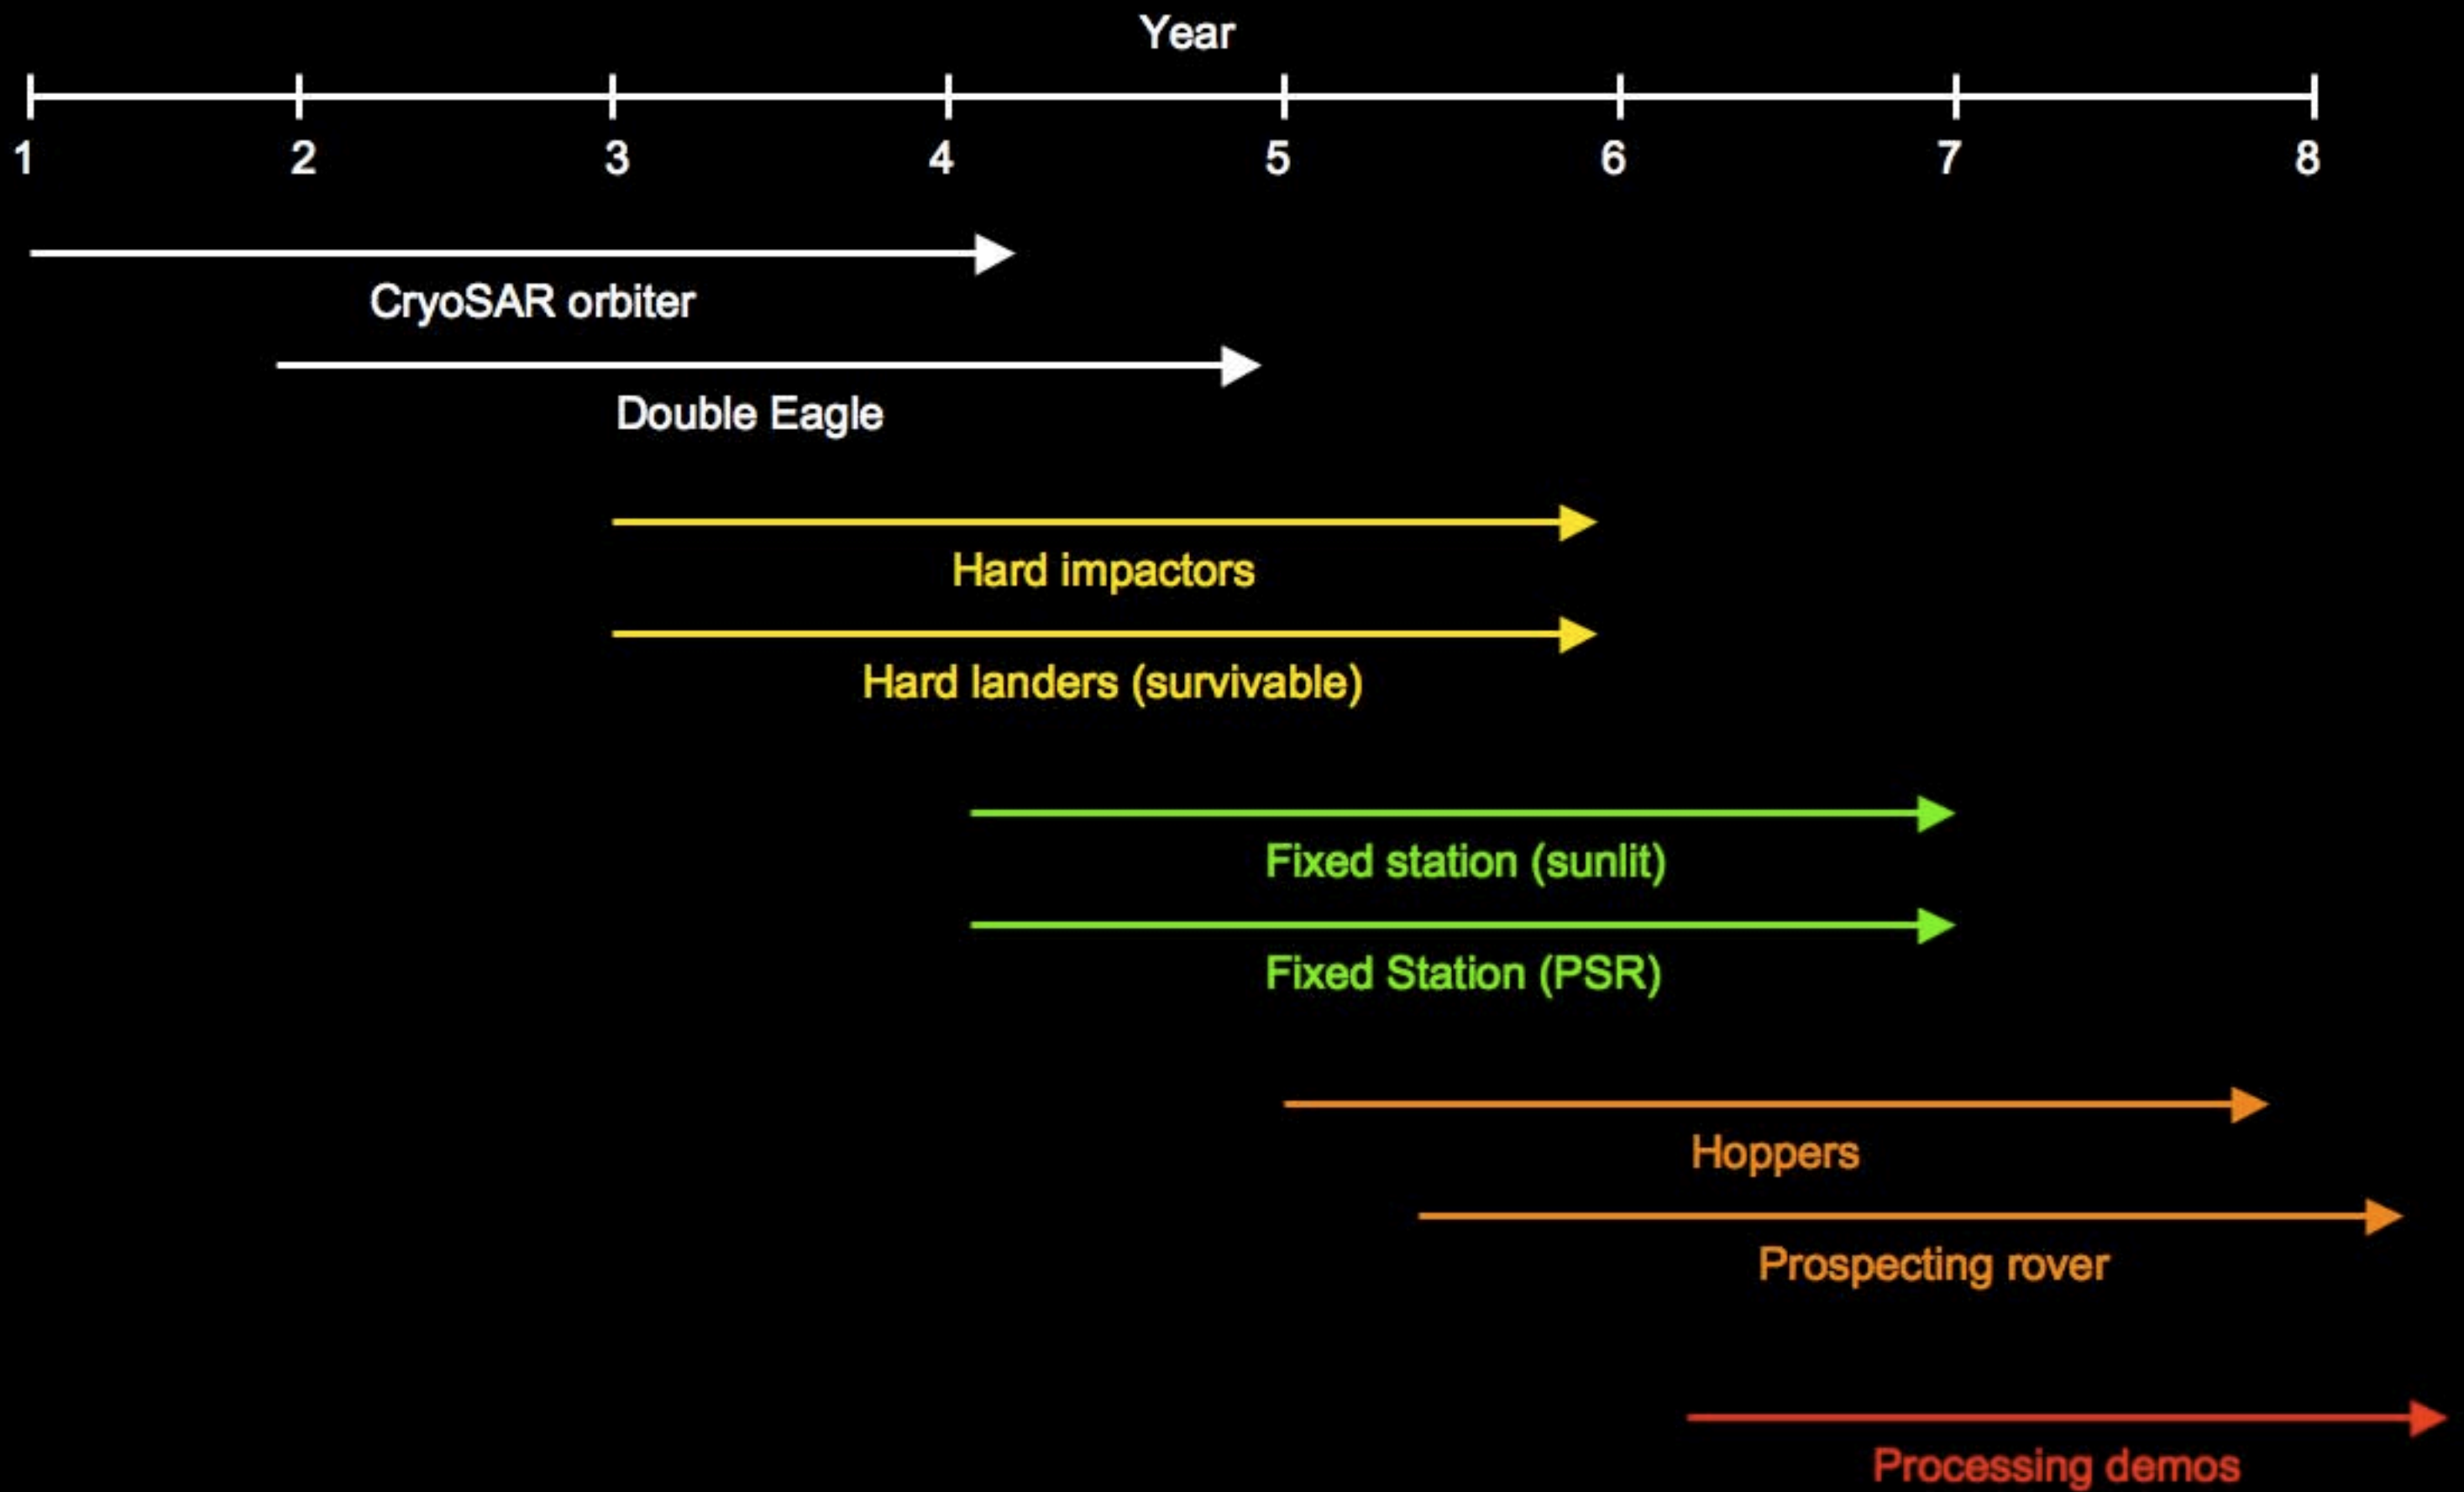 Year
1 2 3 4 5 6 7 8
CryoSAR orbiter
Double Eagle
Hard impactors
Hard landers (survivable)
Fixed station (sunlit)
Fixed Station (PSR)
Hoppers
Prospecting rover
Processing demos